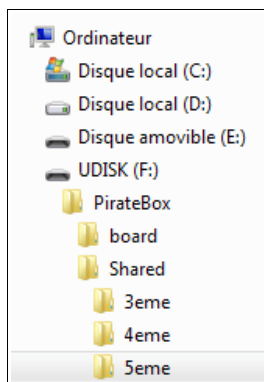 Ordinateur
Disque local (C:)
Disque local (D:)
Disque amovible (E:)
UDISK (F:)
PirateBox
board
Shared
3eme
4eme
5eme